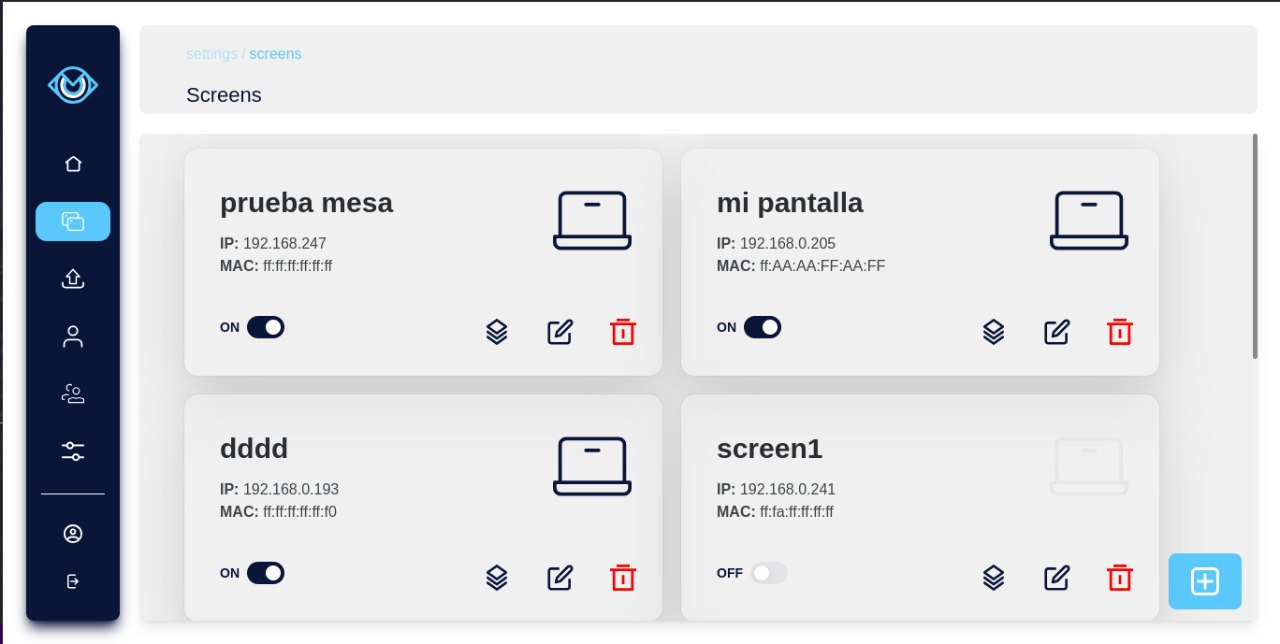 settings / screens
Screens
prueba mesa
IP: 192.168.247
MAC: ff:ff:ff:ff:ff:ff
ON
mi pantalla
IP: 192.168.0.205
MAC: ff:AA:AA:FF:AA:FF
ON
dddd
IP: 192.168.0.193
MAC: ff:ff:ff:ff:ff:f0
ON
screen1
IP: 192.168.0.241
MAC: ff:fa:ff:ff:ff:ff
OFF